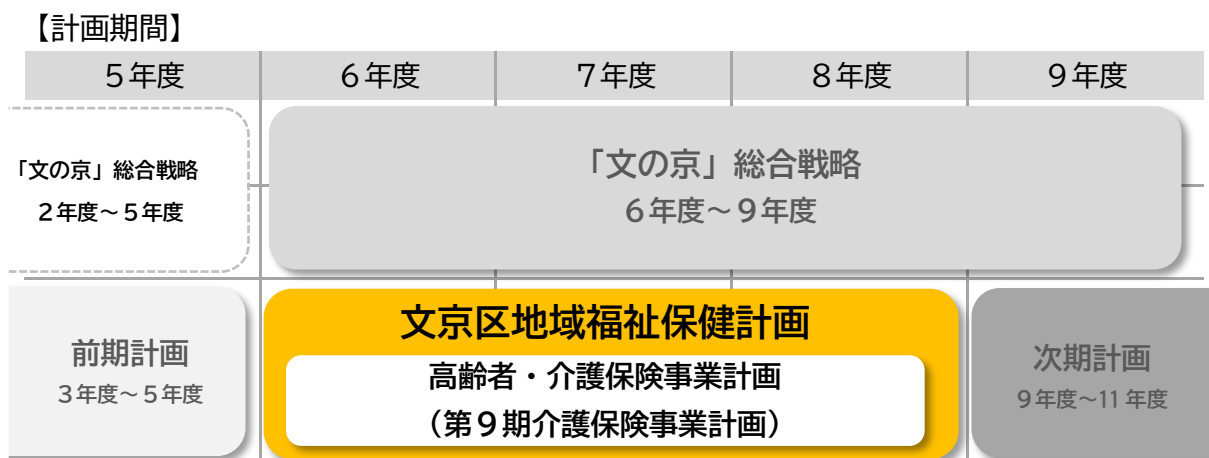 【計画期間】
5年度 6年度 7年度 8年度 9年度
「文の京」総合戦略
2年度~5年度
「文の京」総合戦略
6年度~9年度
前期計画
3年度~5年度
文京区地域福祉保健計画
高齢者・介護保険事業計画
(第9期介護保険事業計画)
次期計画
9年度~11年度